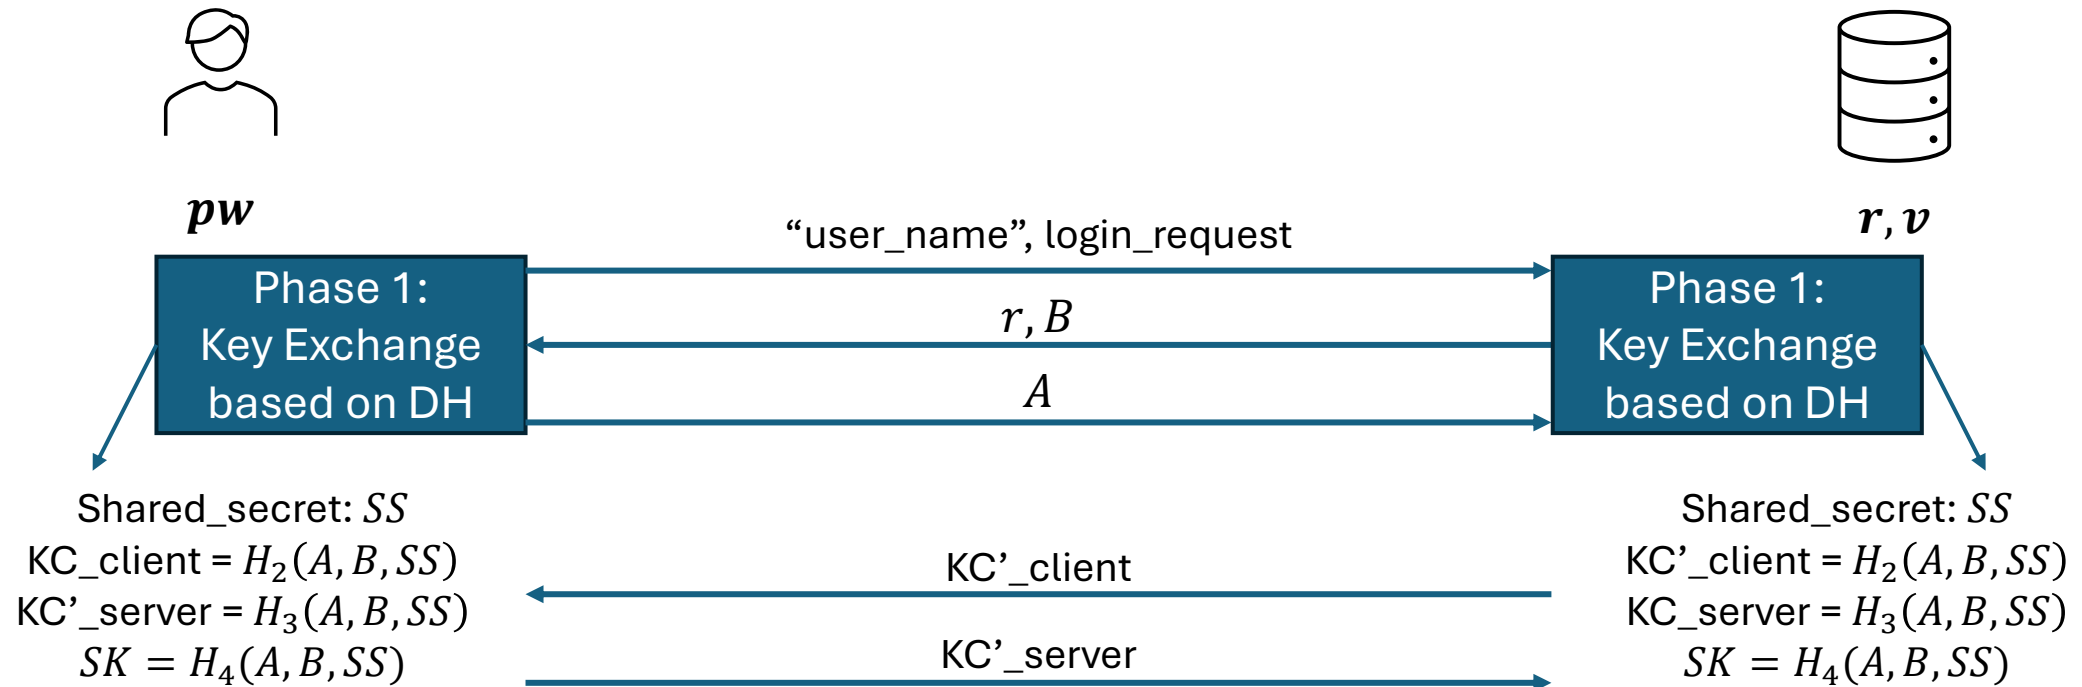 pw
r, v
"user_name", login_request
Phase 1:
Key Exchange
based on DH
r, B
A
Phase 1:
Key Exchange
based on DH
Shared_secret: SS
KC_client = H₂(A, B, SS)
KC’_server = H₃(A, B, SS)
SK = H₄(A, B, SS)
KC’_client
KC’_server
Shared_secret: SS
KC’_client = H₂(A, B, SS)
KC_server = H₃(A, B, SS)
SK = H₄(A, B, SS)